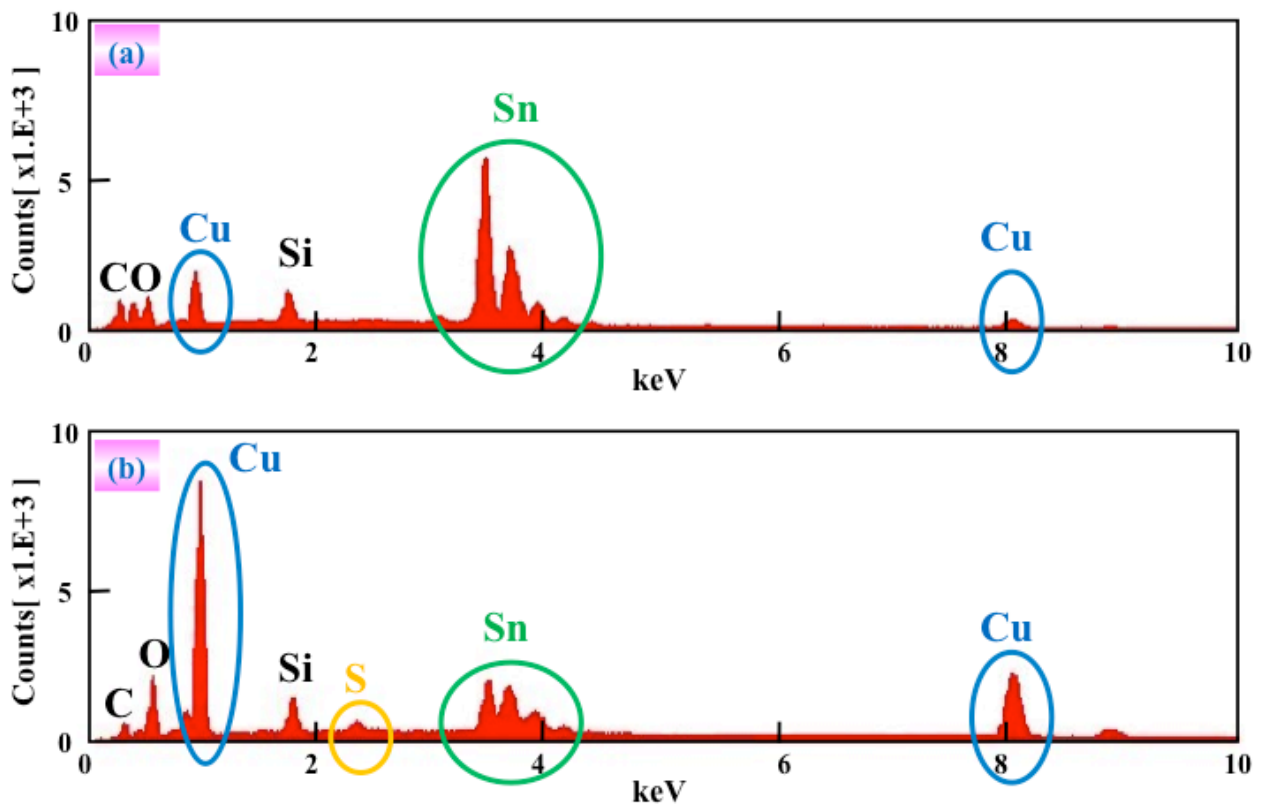 (a)
Counts[ x1.E+3 ]
10
5
0
C O Cu Si Sn Cu
0 2 4 6 8 10
keV
(b)
Counts[ x1.E+3 ]
10
5
0
C O Cu Si S Sn Cu
0 2 4 6 8 10
keV